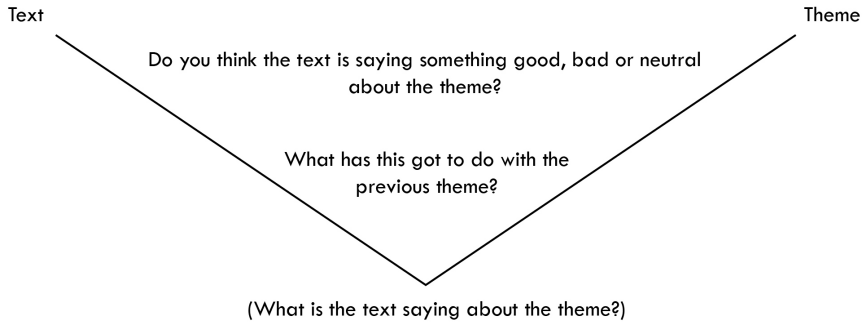 Text
Theme
Do you think the text is saying something good, bad or neutral
about the theme?
What has this got to do with the
previous theme?
(What is the text saying about the theme?)